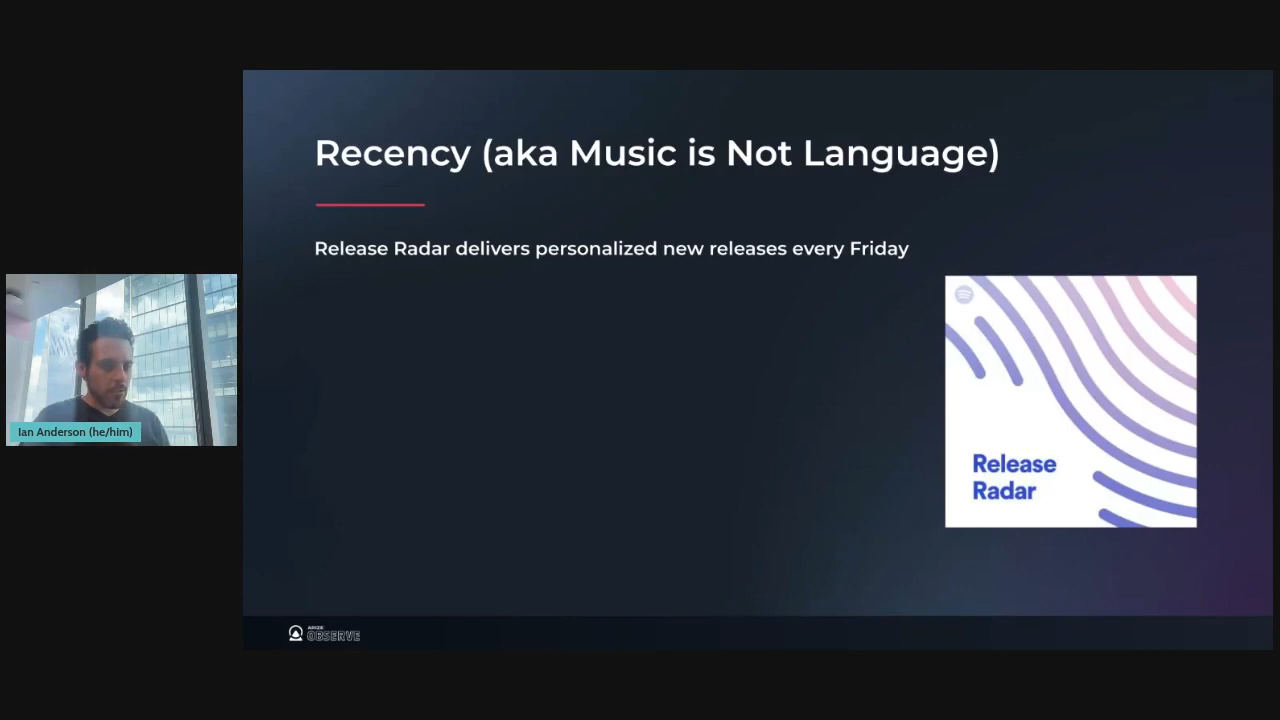 Recency (aka Music is Not Language)
Release Radar delivers personalized new releases every Friday
Ian Anderson (he/him)
Release
Radar
ARIZE
OBSERVE